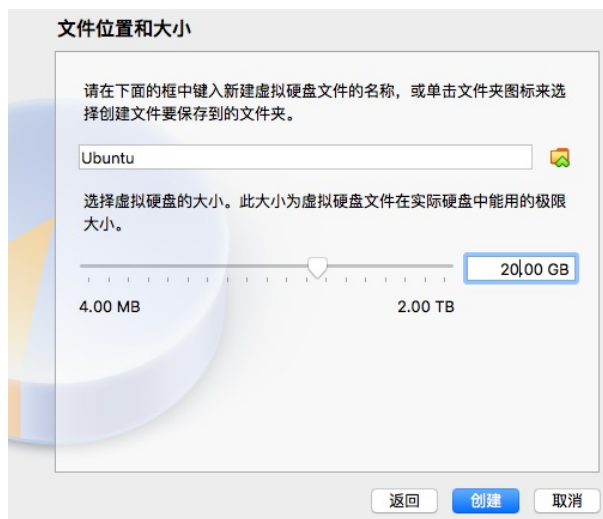 文件位置和大小
请在下面的框中键入新建虚拟硬盘文件的名称，或单击文件夹图标来选
择创建文件要保存到的文件夹。
Ubuntu
选择虚拟硬盘的大小。此大小为虚拟硬盘文件在实际硬盘中能用的极限
大小。
20.00 GB
4.00 MB 2.00 TB
返回 创建 取消